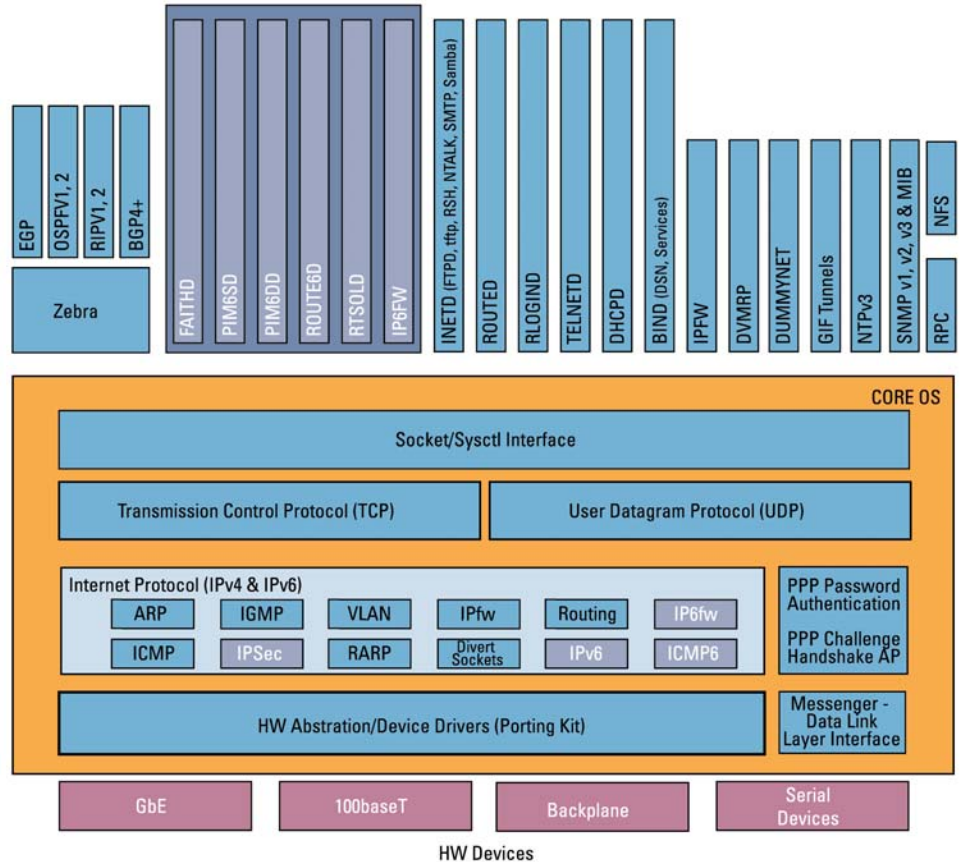 EGP
OSPFV1, 2
RIPV1, 2
BGP4+
Zebra
FAITHD
PIM6SD
PIM6DD
ROUTE6D
RTSOLD
IP6FW
INETD (FTPD, tftp, RSH, NTALK, SMTP, Samba)
ROUTED
RLOGIND
TELNETD
DHCPD
BIND (DSN, Services)
IPFW
DVMRP
DUMMYNET
GIF Tunnels
NTPv3
SNMP v1, v2, v3 & MIB
NFS
RPC
CORE OS
Socket/Sysctl Interface
Transmission Control Protocol (TCP)
User Datagram Protocol (UDP)
Internet Protocol (IPv4 & IPv6)
ARP
IGMP
VLAN
IPfw
Routing
IP6fw
ICMP
IPSec
RARP
Divert
Sockets
IPv6
ICMP6
PPP Password
Authentication
PPP Challenge
Handshake AP
HW Abstration/Device Drivers (Porting Kit)
Messenger -
Data Link
Layer Interface
GbE
100baseT
Backplane
Serial
Devices
HW Devices